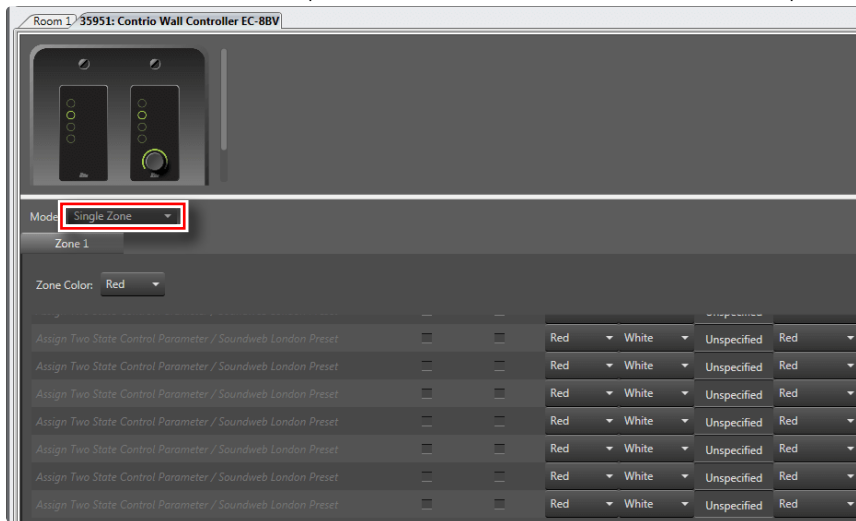 Room 1 35951: Contrio Wall Controller EC-8BV
Mode Single Zone
Zone 1
Zone Color: Red
Unspecified
Assign Two State Control Parameter / Soundweb London Preset Red White Unspecified Red
Assign Two State Control Parameter / Soundweb London Preset Red White Unspecified Red
Assign Two State Control Parameter / Soundweb London Preset Red White Unspecified Red
Assign Two State Control Parameter / Soundweb London Preset Red White Unspecified Red
Assign Two State Control Parameter / Soundweb London Preset Red White Unspecified Red
Assign Two State Control Parameter / Soundweb London Preset Red White Unspecified Red
Assign Two State Control Parameter / Soundweb London Preset Red White Unspecified Red